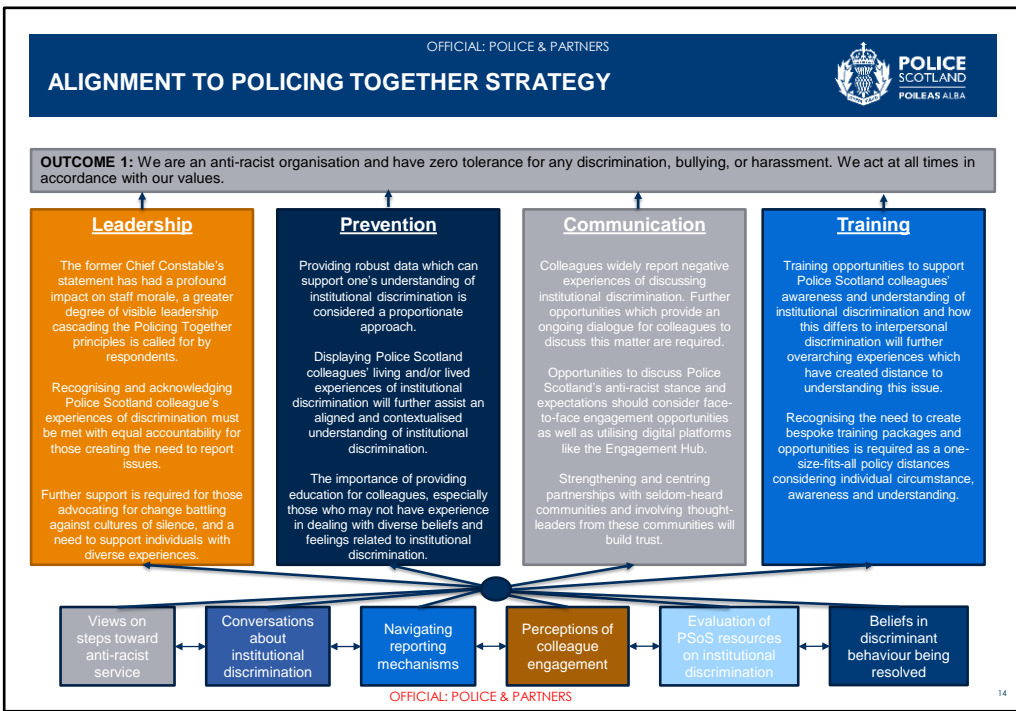 OFFICIAL: POLICE & PARTNERS
ALIGNMENT TO POLICING TOGETHER STRATEGY
POLICE
SCOTLAND
POILEAS ALBA
OUTCOME 1: We are an anti-racist organisation and have zero tolerance for any discrimination, bullying, or harassment. We act at all times in
accordance with our values.
Leadership
The former Chief Constable's
statement has had a profound
impact on staff morale, a greater
degree of visible leadership
cascading the Policing Together
principles is called for by
respondents.
Recognising and acknowledging
Police Scotland colleague's
experiences of discrimination must
be met with equal accountability for
those creating the need to report
issues.
Further support is required for those
advocating for change battling
against cultures of silence, and a
need to support individuals with
diverse experiences.
Prevention
Providing robust data which can
support one's understanding of
institutional discrimination is
considered a proportionate
approach.
Displaying Police Scotland
colleagues' living and/or lived
experiences of institutional
discrimination will further assist an
aligned and contextualised
understanding of institutional
discrimination.
The importance of providing
education for colleagues, especially
those who may not have experience
in dealing with diverse beliefs and
feelings related to institutional
discrimination.
Communication
Colleagues widely report negative
experiences of discussing
institutional discrimination. Further
opportunities which provide an
ongoing dialogue for colleagues to
discuss this matter are required.
Opportunities to discuss Police
Scotland's anti-racist stance and
expectations should consider face-
to-face engagement opportunities
as well as utilising digital platforms
like the Engagement Hub.
Strengthening and centring
partnerships with seldom-heard
communities and involving thought-
leaders from these communities will
build trust.
Training
Training opportunities to support
Police Scotland colleagues'
awareness and understanding of
institutional discrimination and how
this differs to interpersonal
discrimination will further
overarching experiences which
have created distance to
understanding this issue.
Recognising the need to create
bespoke training packages and
opportunities is required as a one-
size-fits-all policy distances
considering individual circumstance,
awareness and understanding.
Views on
steps toward
anti-racist
service
Conversations
about
institutional
discrimination
Navigating
reporting
mechanisms
Perceptions of
colleague
engagement
Evaluation of
PSoS resources
on institutional
discrimination
Beliefs in
discriminant
behaviour being
resolved
OFFICIAL: POLICE & PARTNERS
14